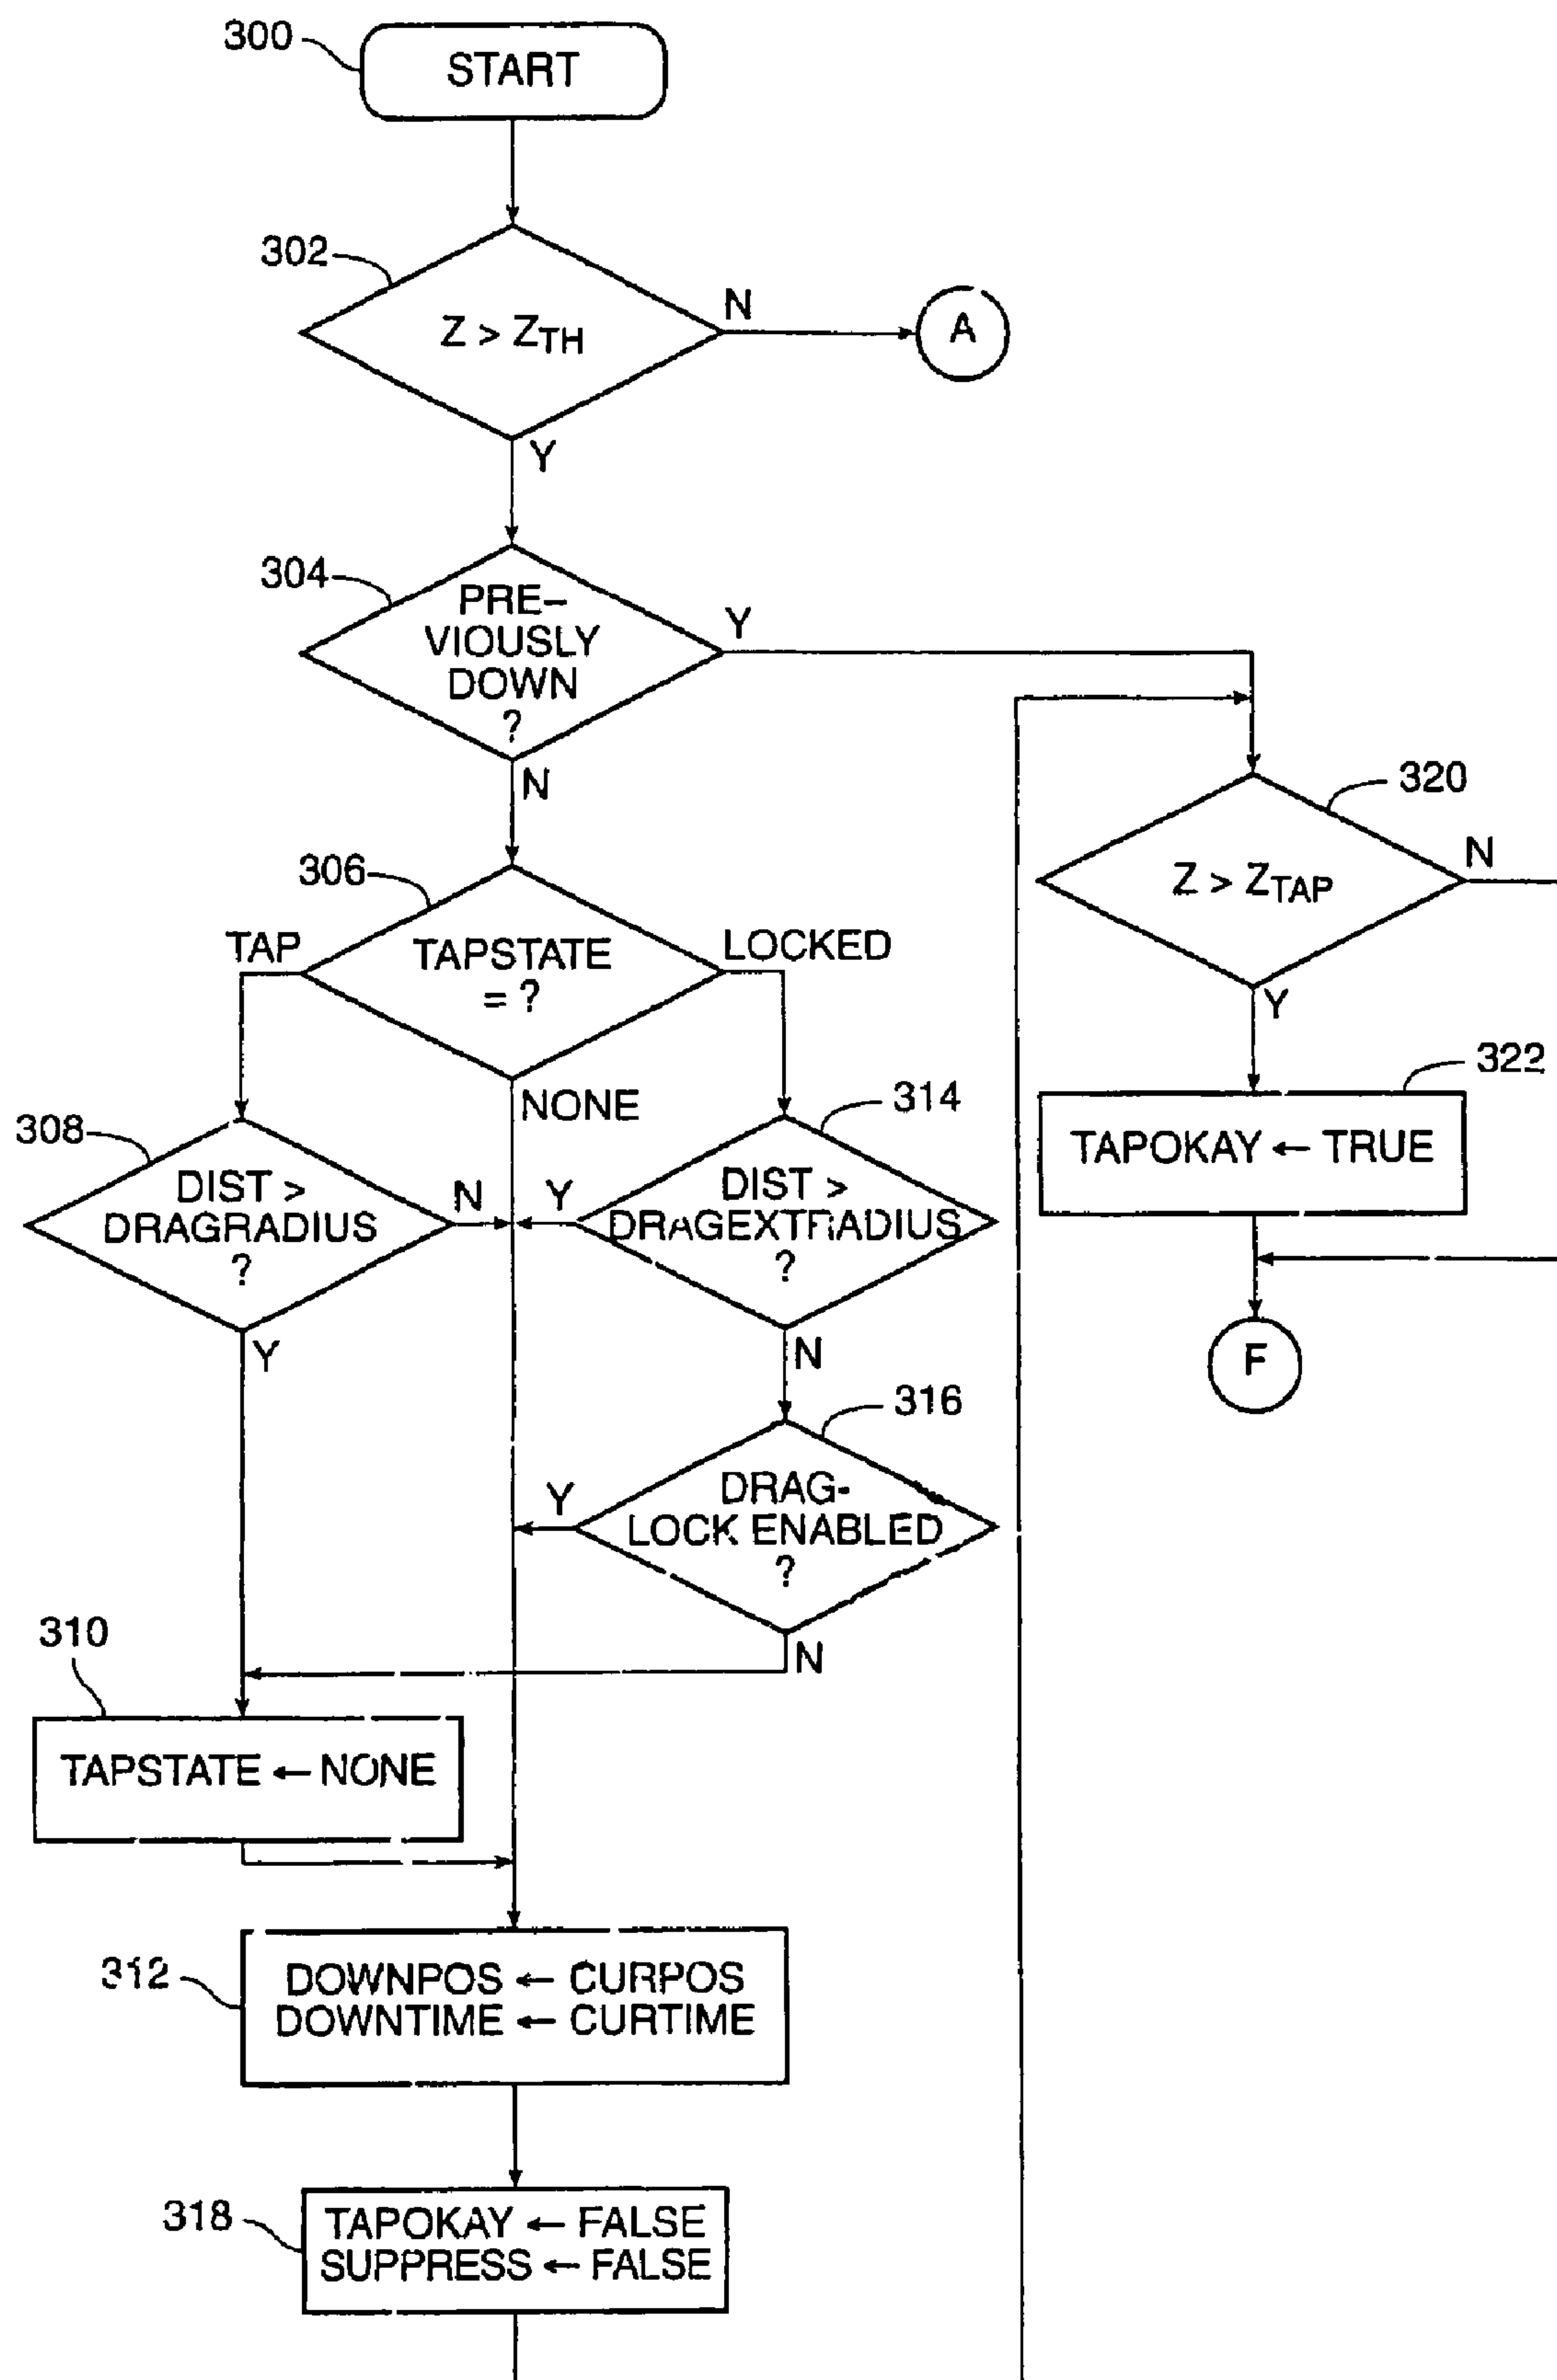 300
START
302
Z > ZTH
N
A
Y
304
PRE-
VIOUSLY
DOWN
?
Y
N
320
Z > ZTAP
N
Y
306
TAPSTATE
= ?
TAP
LOCKED
NONE
322
TAPOKAY ← TRUE
F
308
DIST >
DRAGRADIUS
?
N
Y
314
DIST >
DRAGEXTRADIUS
?
Y
N
316
DRAG-
LOCK ENABLED
?
Y
N
310
TAPSTATE ← NONE
312
DOWNPOS ← CURPOS
DOWNTIME ← CURTIME
318
TAPOKAY ← FALSE
SUPPRESS ← FALSE